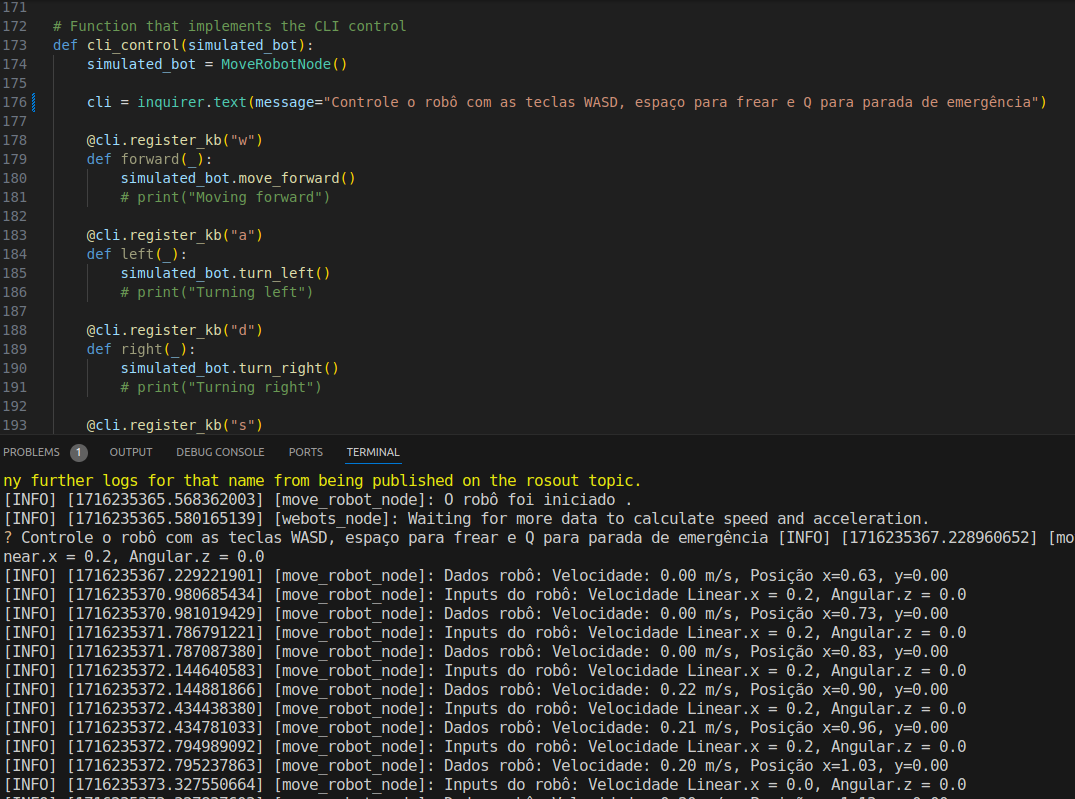 171
172 # Function that implements the CLI control
173 def cli_control(simulated_bot):
174 simulated_bot = MoveRobotNode()
175
176 cli = inquirer.text(message="Controle o robô com as teclas WASD, espaço para frear e Q para parada de emergência")
177
178 @cli.register_kb("w")
179 def forward(_):
180 simulated_bot.move_forward()
181 # print("Moving forward")
182
183 @cli.register_kb("a")
184 def left(_):
185 simulated_bot.turn_left()
186 # print("Turning left")
187
188 @cli.register_kb("d")
189 def right(_):
190 simulated_bot.turn_right()
191 # print("Turning right")
192
193 @cli.register_kb("s")
PROBLEMS 1 OUTPUT DEBUG CONSOLE PORTS TERMINAL
ny further logs for that name from being published on the rosout topic.
[INFO] [1716235365.568362003] [move_robot_node]: O robô foi iniciado .
[INFO] [1716235365.580165139] [webots_node]: Waiting for more data to calculate speed and acceleration.
? Controle o robô com as teclas WASD, espaço para frear e Q para parada de emergência [INFO] [1716235367.228960652] [mo
near.x = 0.2, Angular.z = 0.0
[INFO] [1716235367.229221901] [move_robot_node]: Dados robô: Velocidade: 0.00 m/s, Posição x=0.63, y=0.00
[INFO] [1716235370.980685434] [move_robot_node]: Inputs do robô: Velocidade Linear.x = 0.2, Angular.z = 0.0
[INFO] [1716235370.981019429] [move_robot_node]: Dados robô: Velocidade: 0.00 m/s, Posição x=0.73, y=0.00
[INFO] [1716235371.786791221] [move_robot_node]: Inputs do robô: Velocidade Linear.x = 0.2, Angular.z = 0.0
[INFO] [1716235371.787087380] [move_robot_node]: Dados robô: Velocidade: 0.00 m/s, Posição x=0.83, y=0.00
[INFO] [1716235372.144640583] [move_robot_node]: Inputs do robô: Velocidade Linear.x = 0.2, Angular.z = 0.0
[INFO] [1716235372.144881866] [move_robot_node]: Dados robô: Velocidade: 0.22 m/s, Posição x=0.90, y=0.00
[INFO] [1716235372.434438380] [move_robot_node]: Inputs do robô: Velocidade Linear.x = 0.2, Angular.z = 0.0
[INFO] [1716235372.434781033] [move_robot_node]: Dados robô: Velocidade: 0.21 m/s, Posição x=0.96, y=0.00
[INFO] [1716235372.794989092] [move_robot_node]: Inputs do robô: Velocidade Linear.x = 0.2, Angular.z = 0.0
[INFO] [1716235372.795237863] [move_robot_node]: Dados robô: Velocidade: 0.20 m/s, Posição x=1.03, y=0.00
[INFO] [1716235373.327550664] [move_robot_node]: Inputs do robô: Velocidade Linear.x = 0.0, Angular.z = 0.0